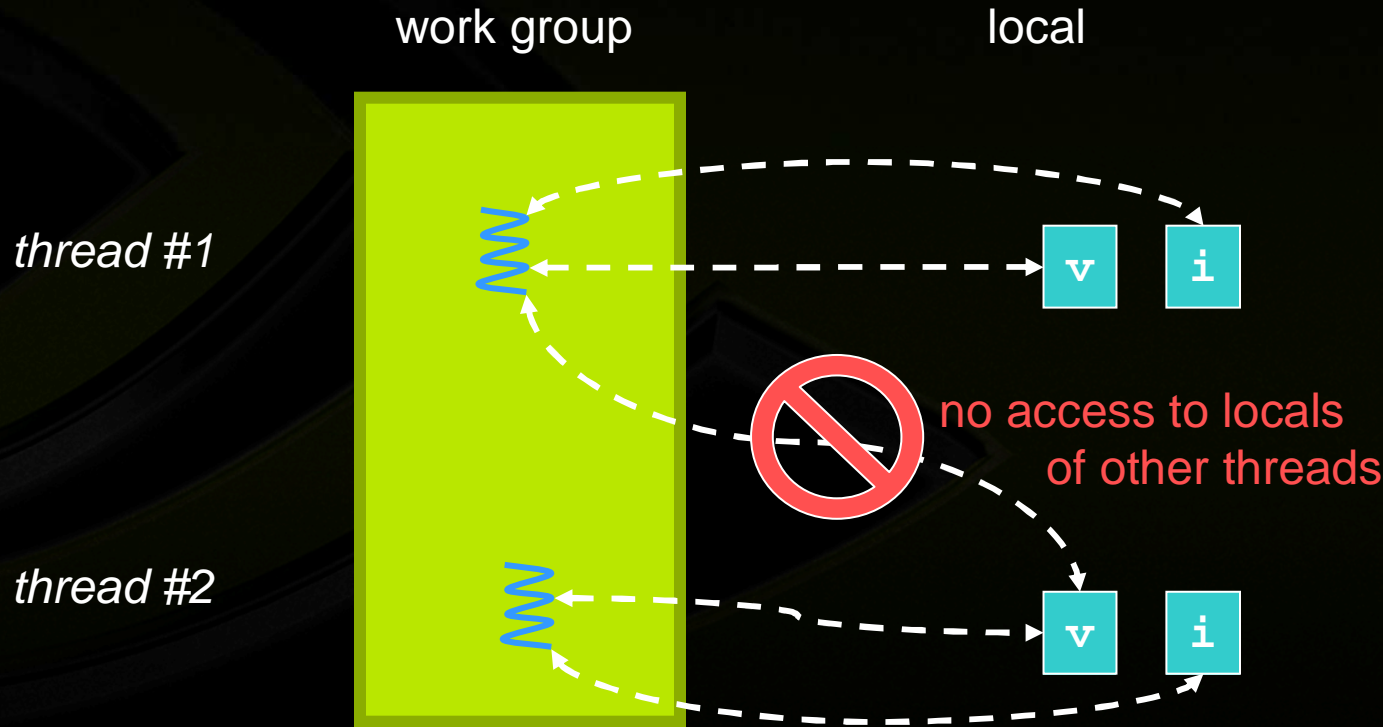 work group
local
thread #1
v
i
no access to locals
of other threads
thread #2
v
i